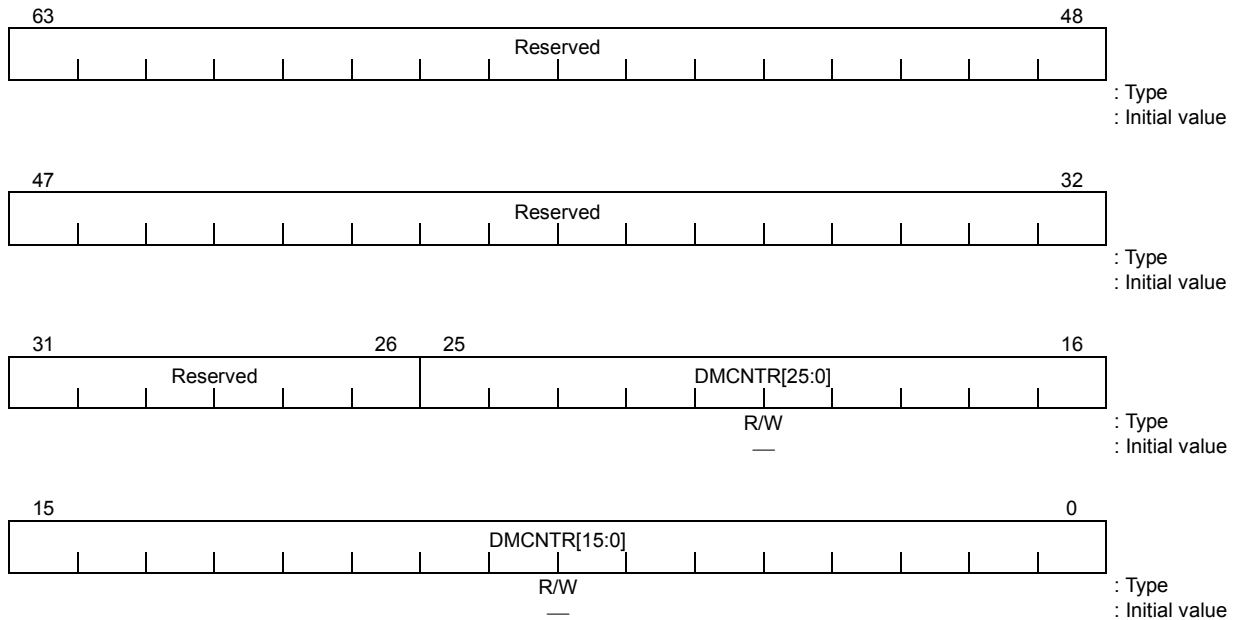 63 48
Reserved
: Type
: Initial value
47 32
Reserved
: Type
: Initial value
31 26 25 16
Reserved DMCNTR[25:0]
R/W : Type
— : Initial value
15 0
DMCNTR[15:0]
R/W : Type
— : Initial value